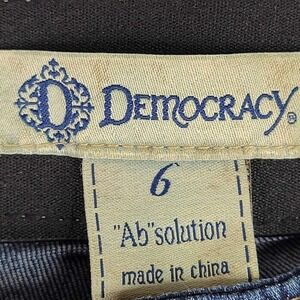 D DEMOCRACY®
6
"Ab"solution
made in china